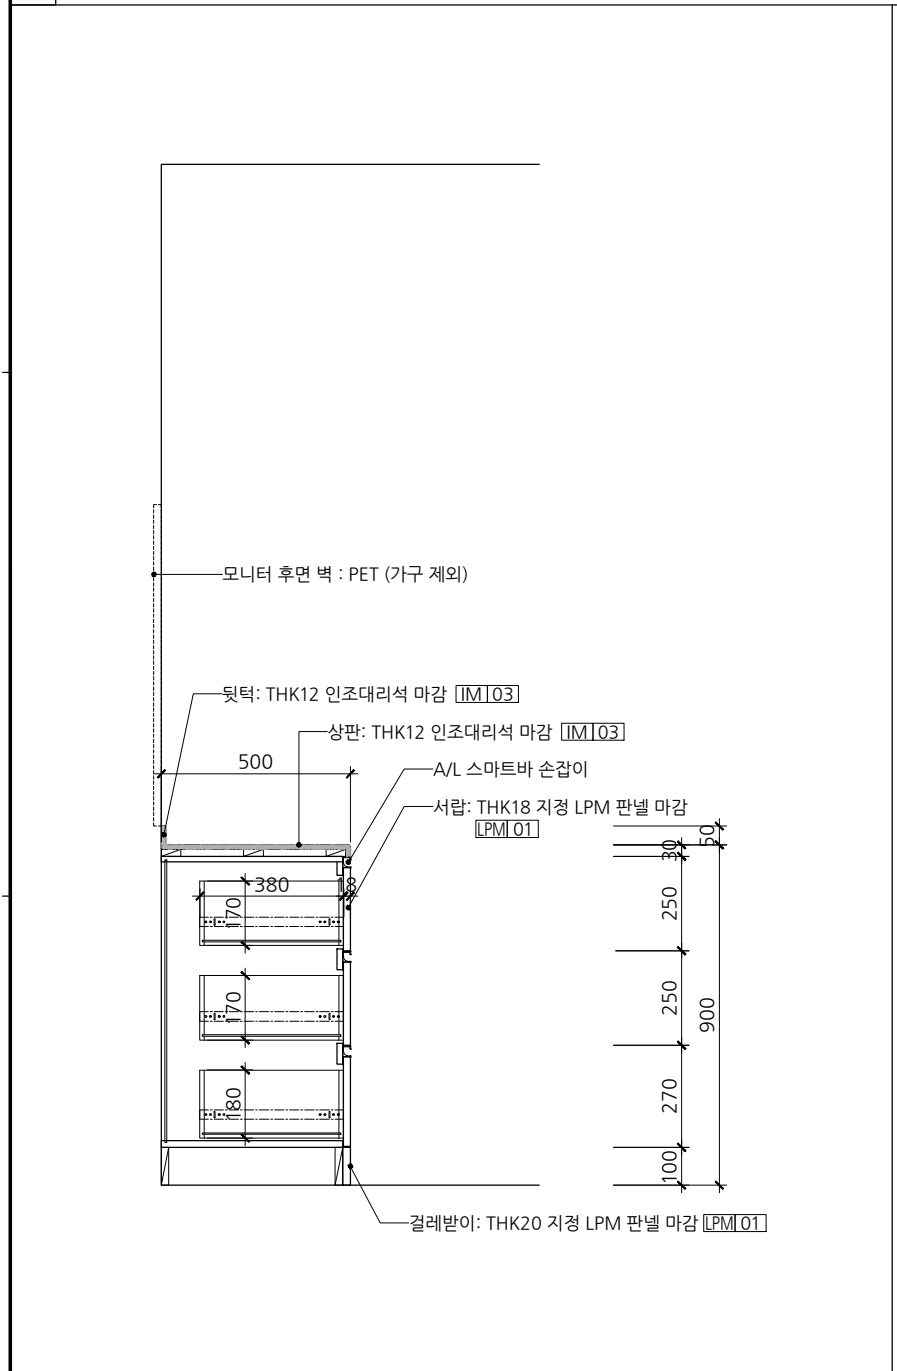 모니터 후면 벽 : PET (가구 제외)
뒷턱: THK12 인조대리석 마감 IM 03
상판: THK12 인조대리석 마감 IM 03
500
A/L 스마트바 손잡이
서랍: THK18 지정 LPM 판넬 마감
LPM 01
50
30
380
18
170
250
170
250
900
180
270
100
걸레받이: THK20 지정 LPM 판넬 마감 LPM 01